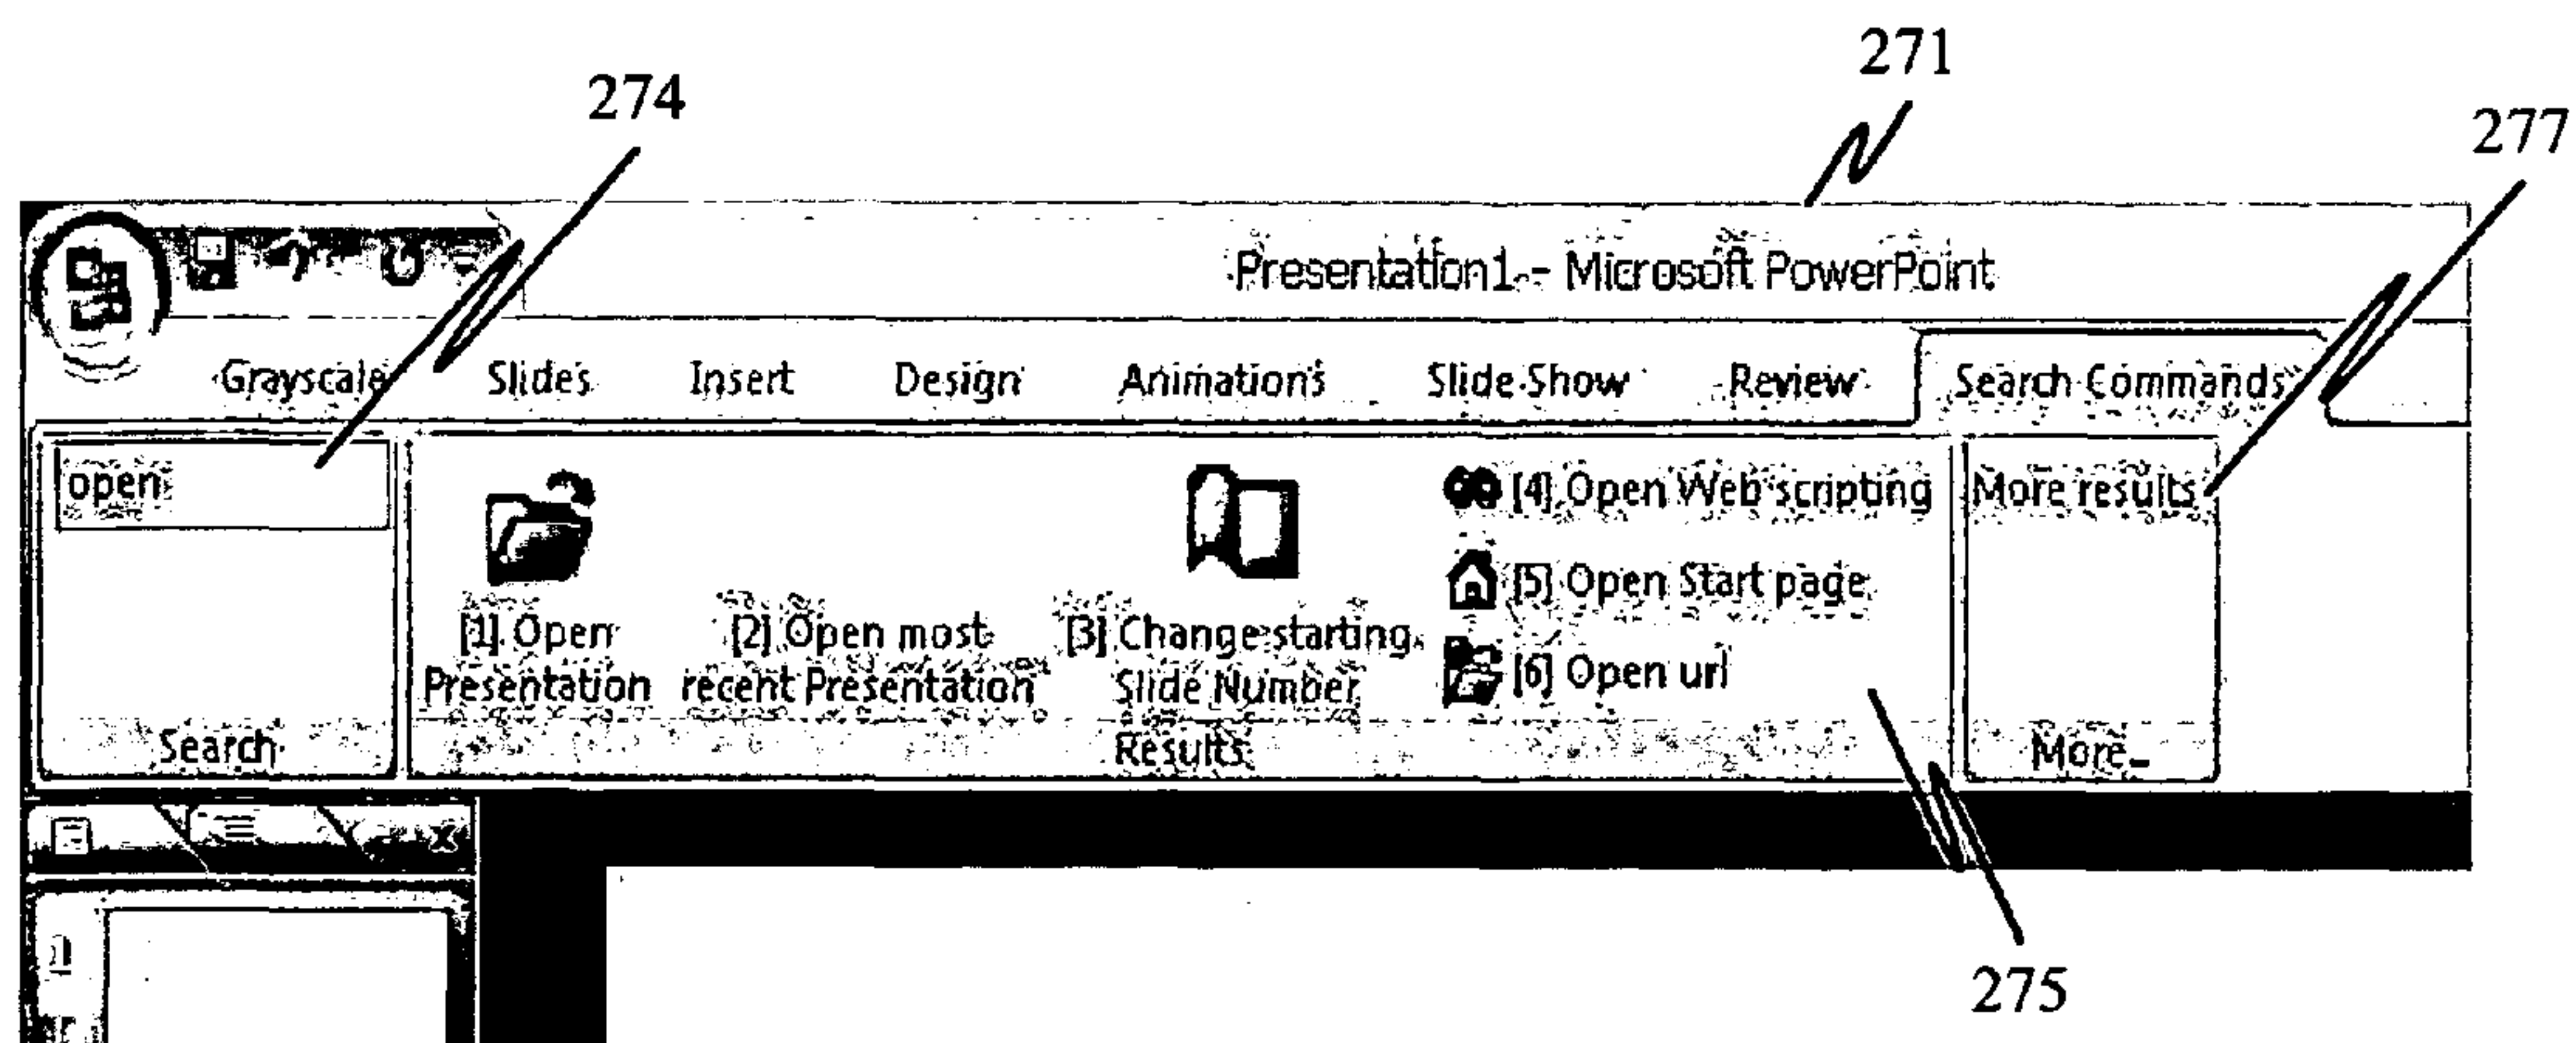 271
274
277
Presentation1 - Microsoft PowerPoint
Grayscale Slides Insert Design Animations Slide Show Review Search Commands
open
[4] Open Web scripting
More results
[5] Open Start page
[1] Open Presentation
[2] Open most recent Presentation
[3] Change starting Slide Number
[6] Open url
Search
Results
More...
275